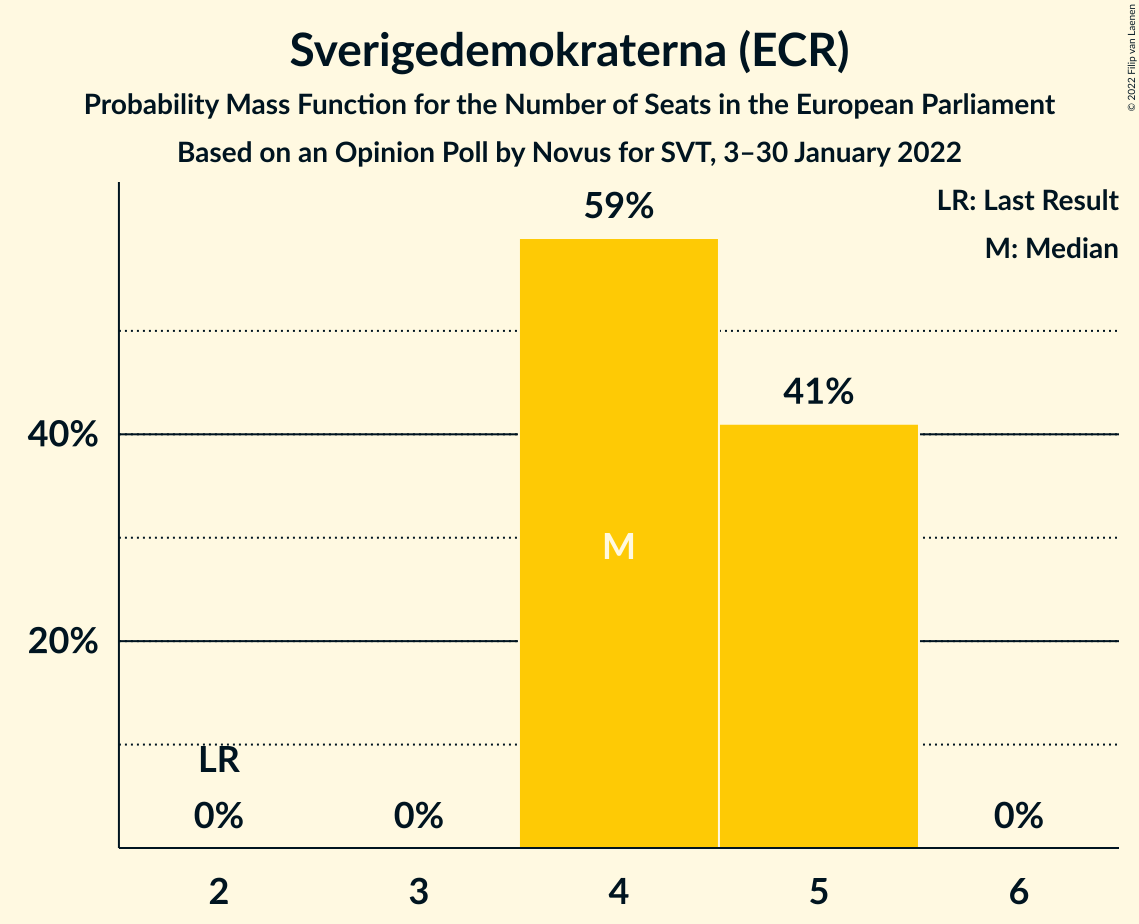 Sverigedemokraterna (ECR)
Probability Mass Function for the Number of Seats in the European Parliament
Based on an Opinion Poll by Novus for SVT, 3–30 January 2022
© 2022 Filip van Laenen
LR: Last Result
M: Median
59%
41%
40%
M
20%
LR
0%
0%
0%
2
3
4
5
6